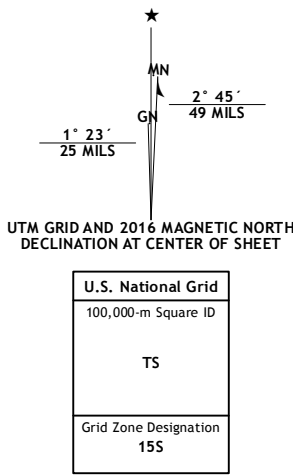 ★
MN
GN
2° 45´
49 MILS
1° 23´
25 MILS
UTM GRID AND 2016 MAGNETIC NORTH
DECLINATION AT CENTER OF SHEET
U.S. National Grid
100,000-m Square ID
TS
Grid Zone Designation
15S